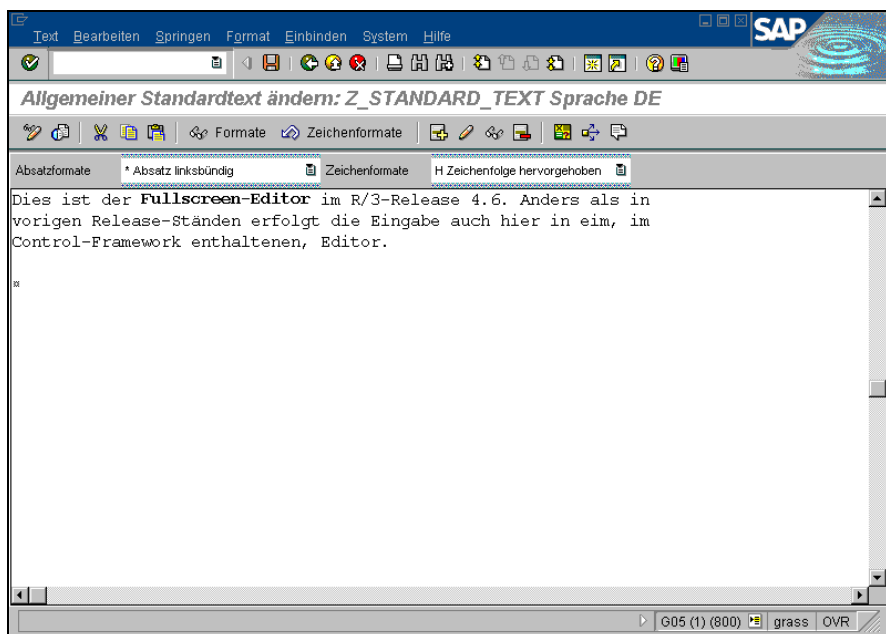 Text Bearbeiten Springen Format Einbinden System Hilfe
SAP
Allgemeiner Standardtext ändern: Z_STANDARD_TEXT Sprache DE
Formate Zeichenformate
Absatzformate * Absatz linksbündig Zeichenformate H Zeichenfolge hervorgehoben
Dies ist der Fullscreen-Editor im R/3-Release 4.6. Anders als in
vorigen Release-Ständen erfolgt die Eingabe auch hier in eim, im
Control-Framework enthaltenen, Editor.
G05 (1) (800) grass OVR